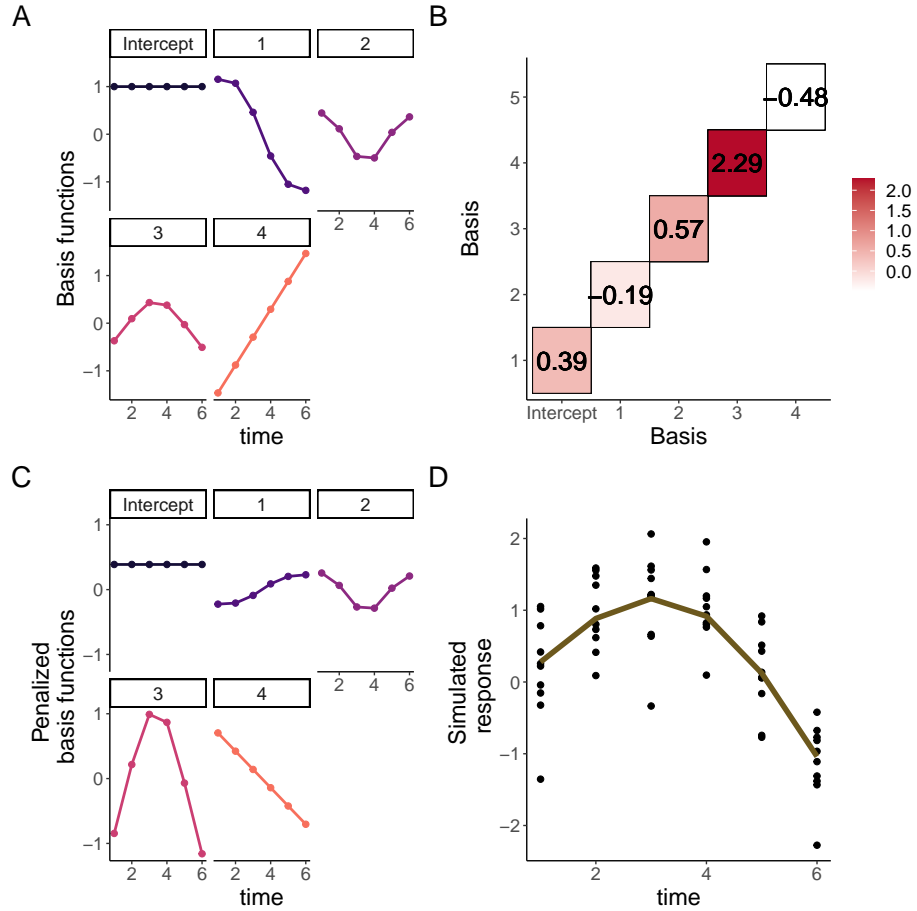 A
Intercept 1 2
1
0
−1
2 4 6
3 4
1
0
−1
2 4 6 2 4 6
Basis functions
time
B
5
4
3
2
1
Basis
−0.48
2.29
0.57
−0.19
0.39
Intercept 1 2 3 4
Basis
2.0
1.5
1.0
0.5
0.0
C
Intercept 1 2
1
0
−1
2 4 6
3 4
1
0
−1
2 4 6 2 4 6
Penalized
basis functions
time
D
2
1
0
−1
−2
Simulated
response
2 4 6
time